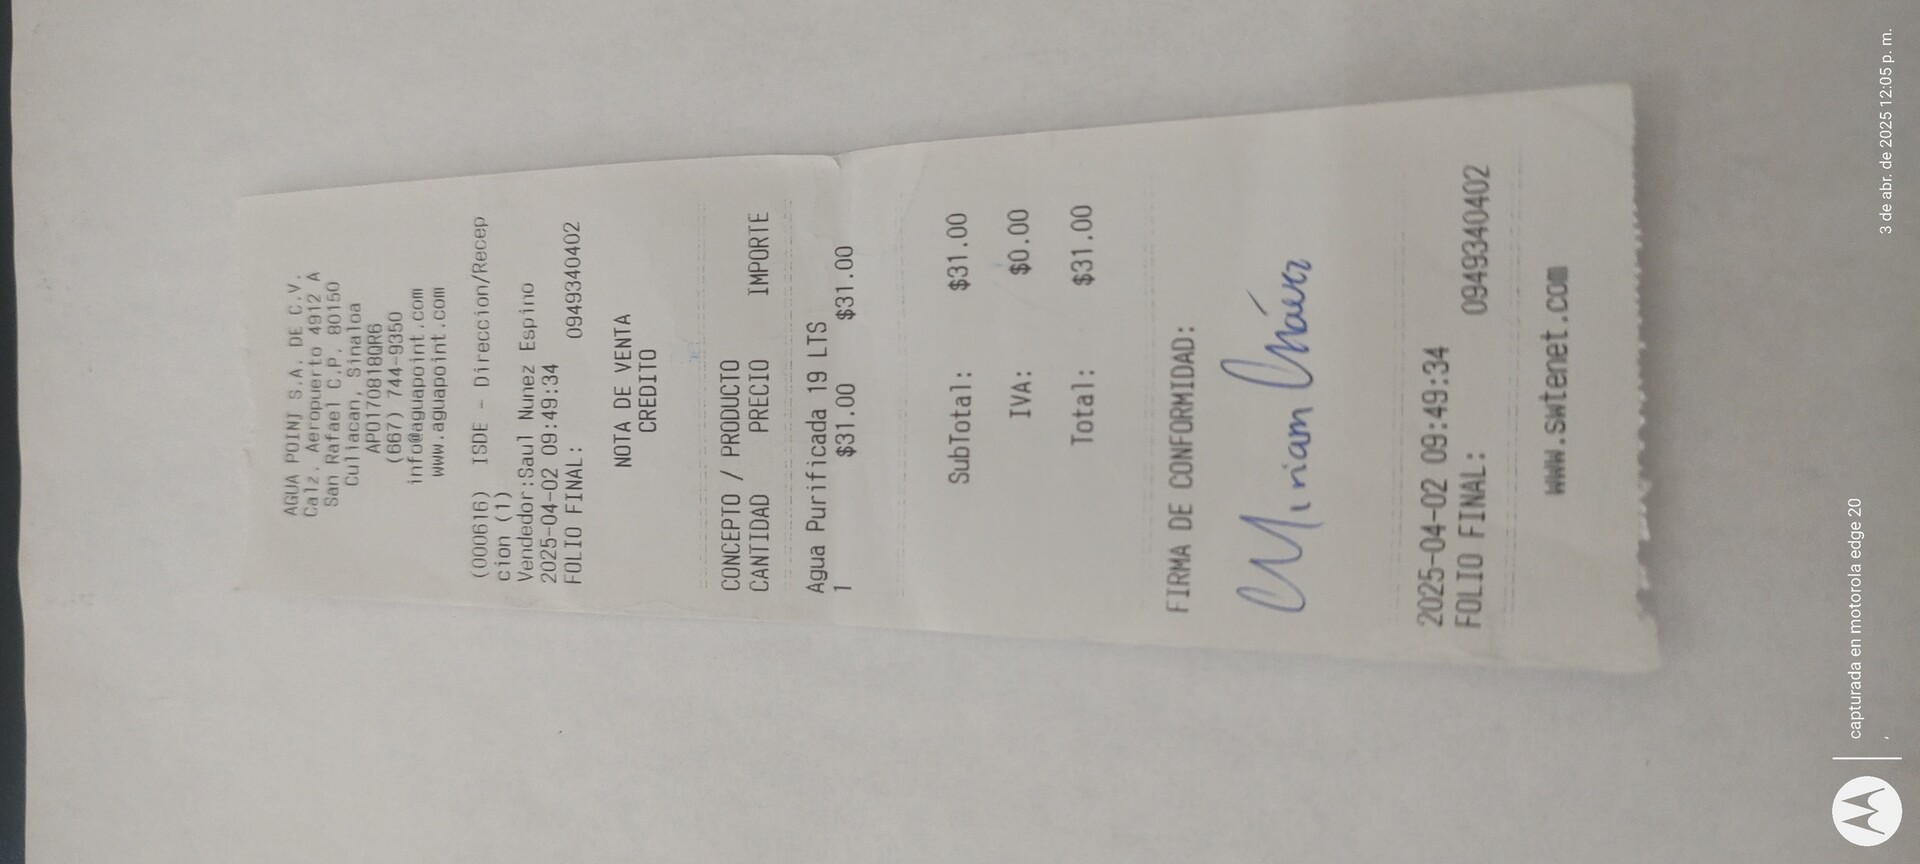 AGUA POINJ S.A. DE C.V.
Calz. Aeropuerto 4912 A
San Rafael C.P. 80150
Culiacan, Sinaloa
APO170818QR6
(667) 744-9350
info@aguapoint.com
www.aguapoint.com
(000616) ISDE - Direccion/Recep
cion (1)
Vendedor:Saul Nunez Espino
2025-04-02 09:49:34
FOLIO FINAL: 0949340402
NOTA DE VENTA
CREDITO
CONCEPTO / PRODUCTO
CANTIDAD PRECIO IMPORTE
Agua Purificada 19 LTS
1 $31.00 $31.00
SubTotal: $31.00
IVA: $0.00
Total: $31.00
FIRMA DE CONFORMIDAD:
Miriam Chávez
2025-04-02 09:49:34
FOLIO FINAL: 0949340402
www.swtenet.com
capturada en motorola edge 20
3 de abr. de 2025 12:05 p. m.